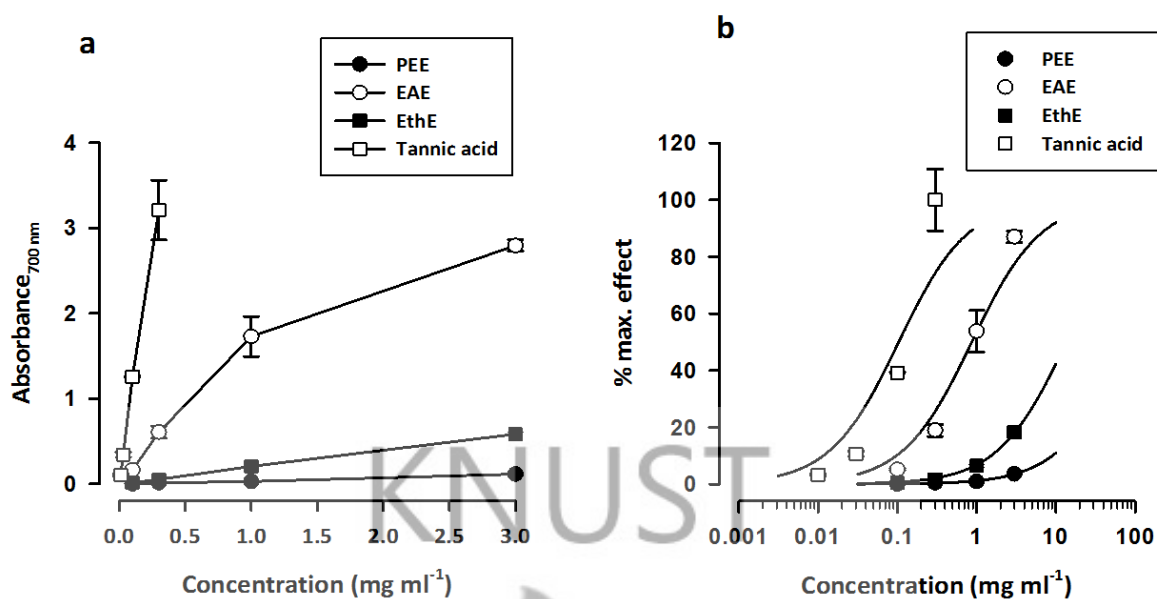 a
PEE
EAE
EthE
Tannic acid
4
3
2
1
0
Absorbance700 nm
0.0 0.5 1.0 1.5 2.0 2.5 3.0
Concentration (mg ml-1)
b
PEE
EAE
EthE
Tannic acid
120
100
80
60
40
20
0
% max. effect
0.001 0.01 0.1 1 10 100
Concentration (mg ml-1)
KNUST